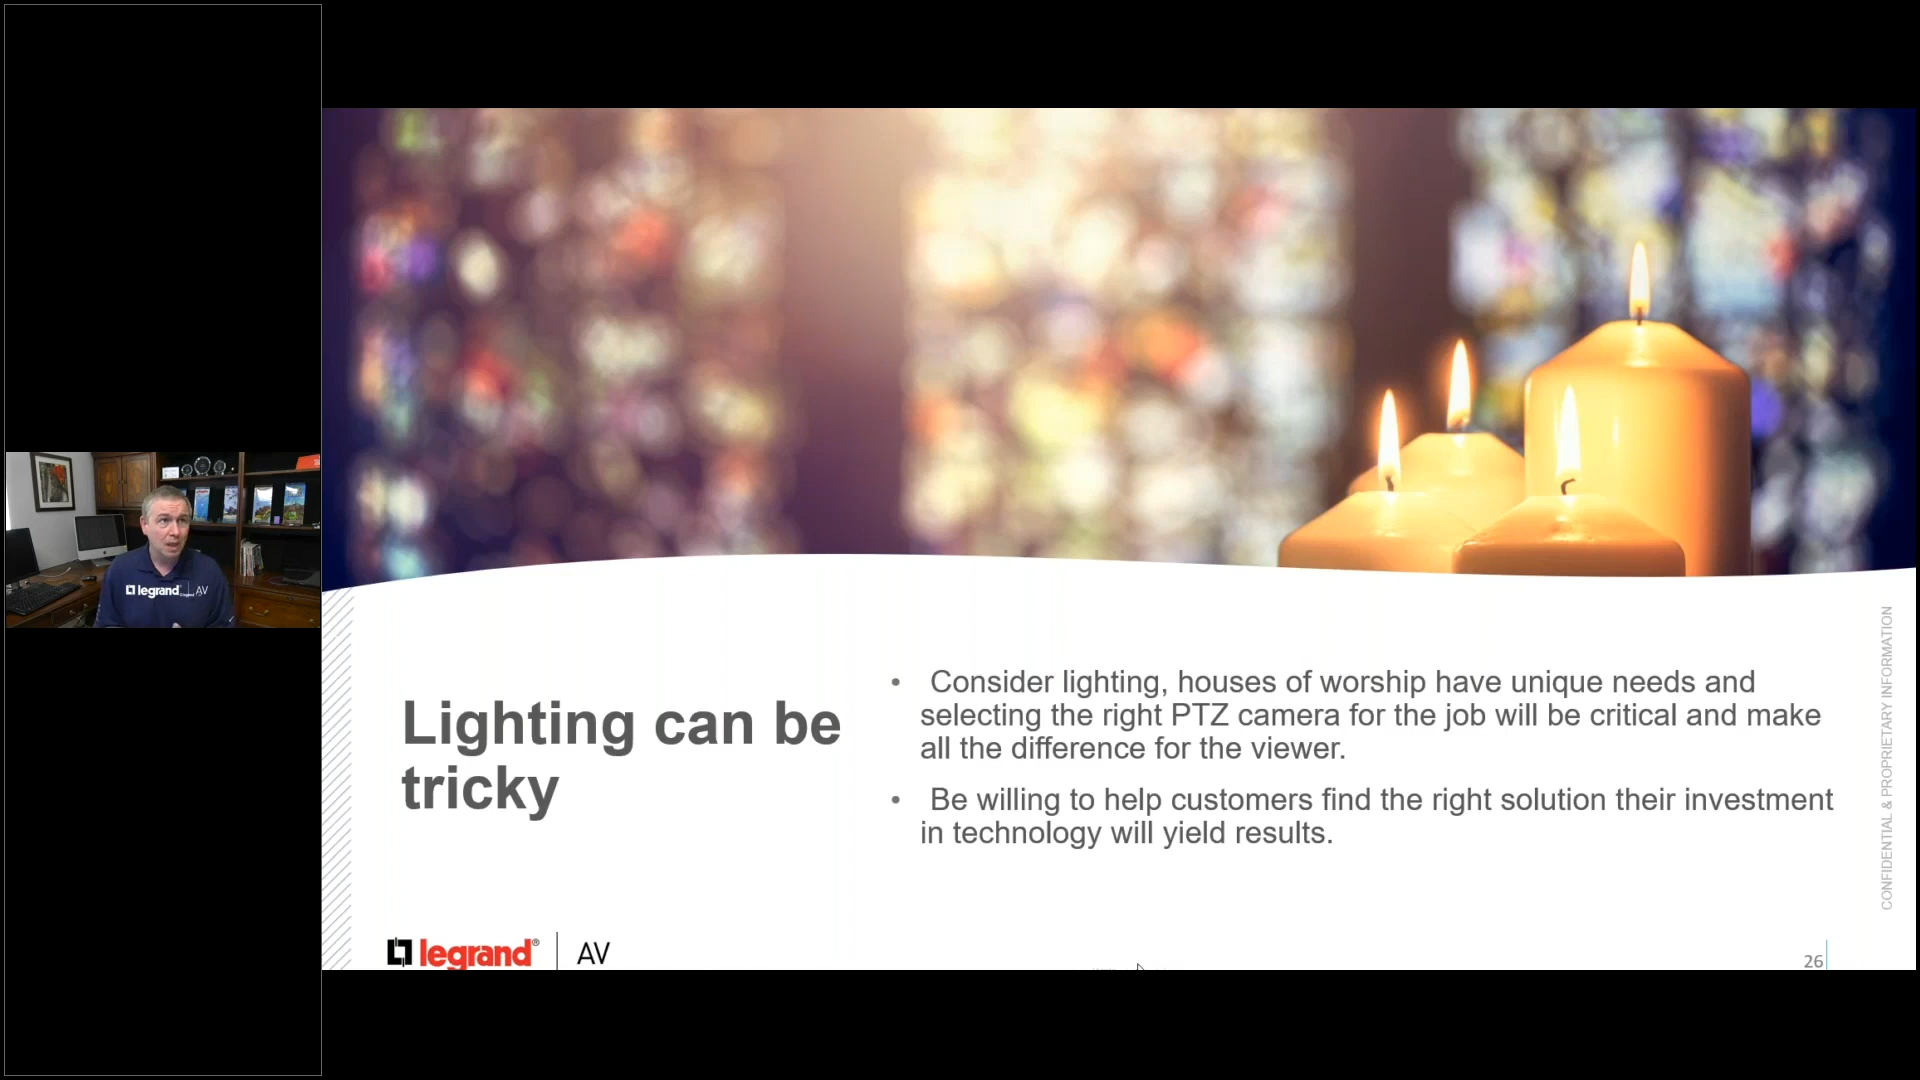 legrand AV
Lighting can be
tricky
• Consider lighting, houses of worship have unique needs and
selecting the right PTZ camera for the job will be critical and make
all the difference for the viewer.
• Be willing to help customers find the right solution their investment
in technology will yield results.
CONFIDENTIAL & PROPRIETARY INFORMATION
legrand® AV
26